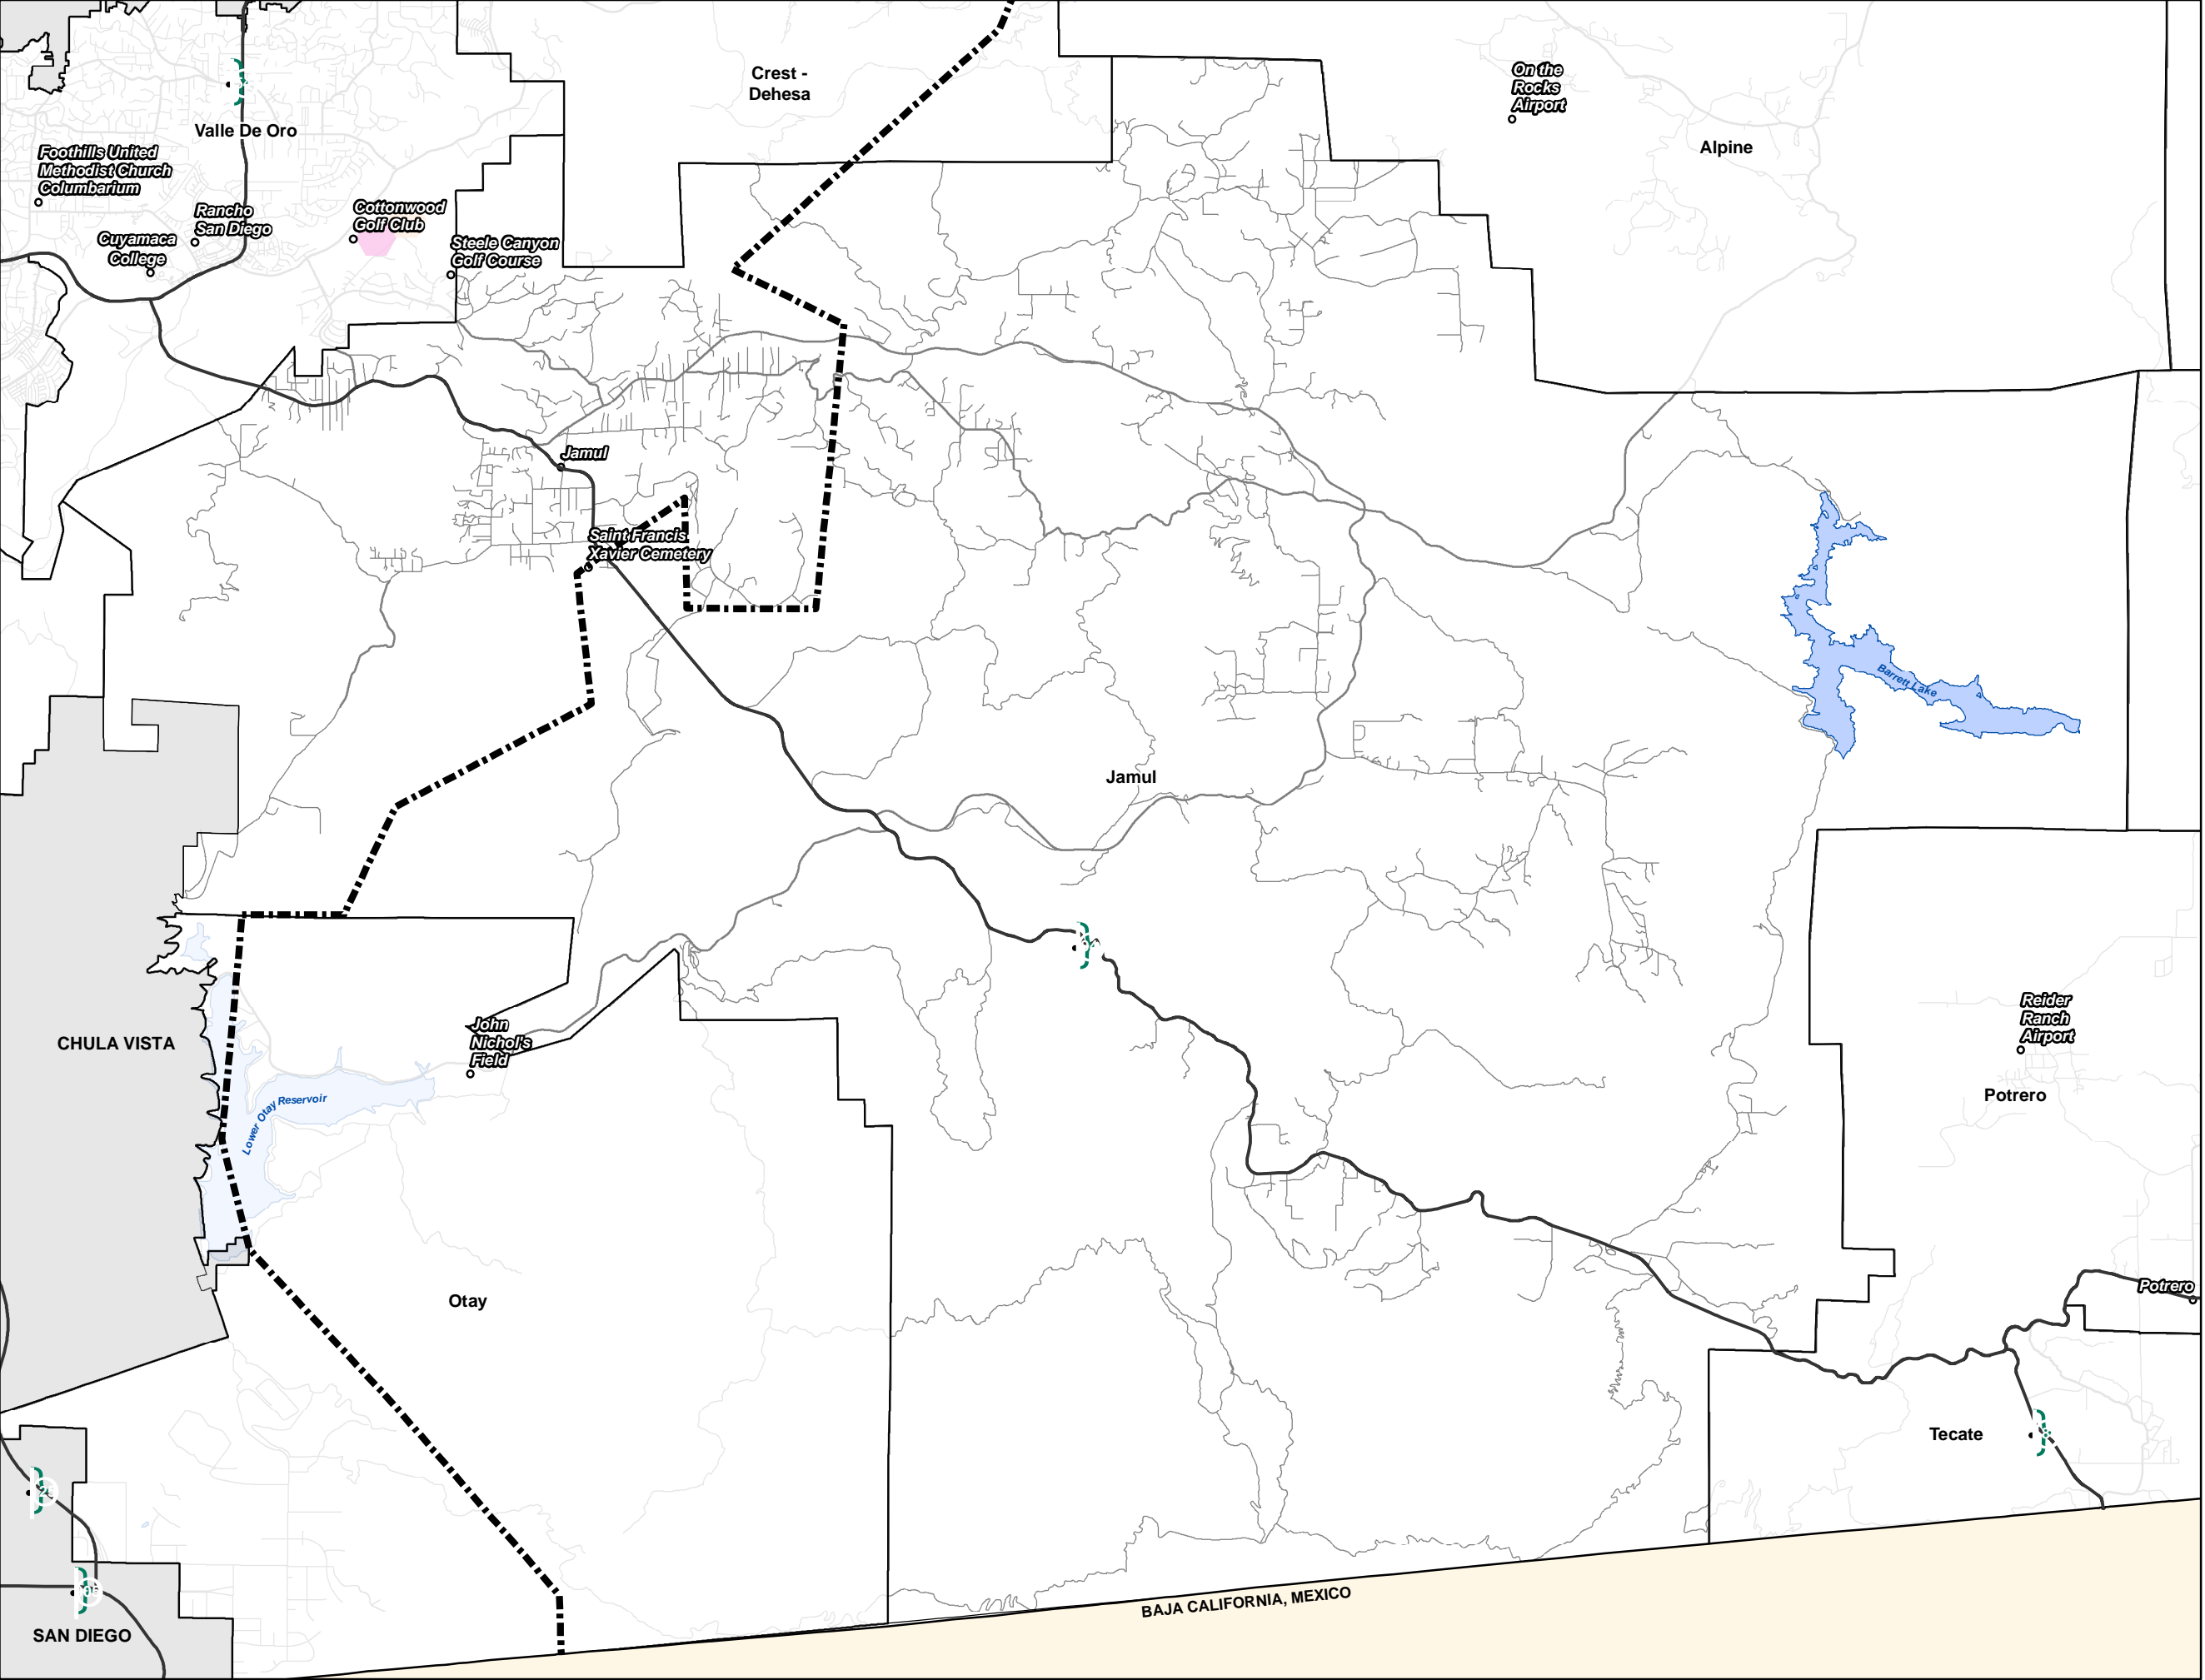 Crest -
Dehesa
On the
Rocks
Airport
Valle De Oro
Alpine
Foothills United
Methodist Church
Columbarium
Rancho
San Diego
Cottonwood
Golf Club
Cuyamaca
College
Steele Canyon
Golf Course
Jamul
Saint Francis
Xavier Cemetery
Barrett Lake
Jamul
CHULA VISTA
John
Nichol's
Field
Reider
Ranch
Airport
Potrero
Lower Otay Reservoir
Otay
Potrero
Tecate
BAJA CALIFORNIA, MEXICO
SAN DIEGO